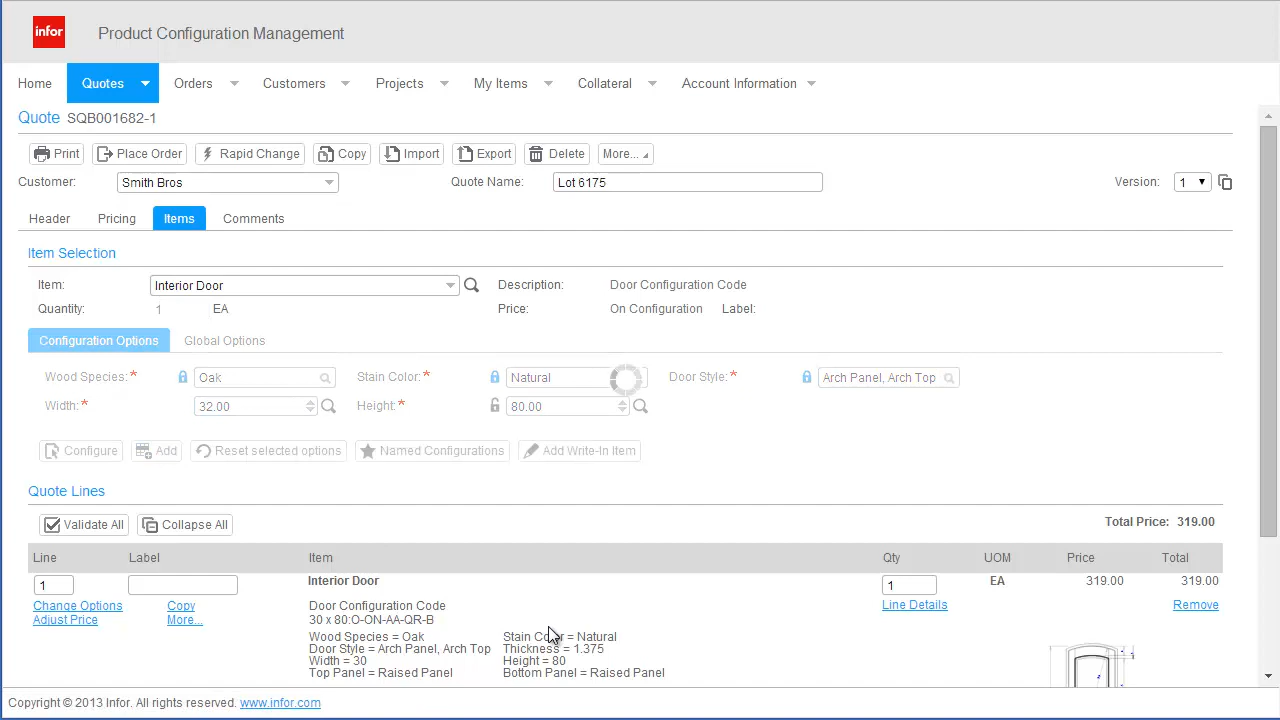 infor Product Configuration Management
Home Quotes Orders Customers Projects My Items Collateral Account Information
Quote SQB001682-1
Print Place Order Rapid Change Copy Import Export Delete More...
Customer: Smith Bros Quote Name: Lot 6175 Version: 1
Header Pricing Items Comments
Item Selection
Item: Interior Door Description: Door Configuration Code
Quantity: 1 EA Price: On Configuration Label:
Configuration Options Global Options
Wood Species:* Oak Stain Color:* Natural Door Style:* Arch Panel, Arch Top
Width:* 32.00 Height:* 80.00
Configure Add Reset selected options Named Configurations Add Write-In Item
Quote Lines
Validate All Collapse All Total Price: 319.00
Line Label Item Qty UOM Price Total
1 Interior Door 1 EA 319.00 319.00
Change Options Copy Door Configuration Code Line Details Remove
Adjust Price More... 30 x 80:O-ON-AA-QR-B
Wood Species = Oak Stain Color = Natural
Door Style = Arch Panel, Arch Top Thickness = 1.375
Width = 30 Height = 80
Top Panel = Raised Panel Bottom Panel = Raised Panel
Copyright © 2013 Infor. All rights reserved. www.infor.com